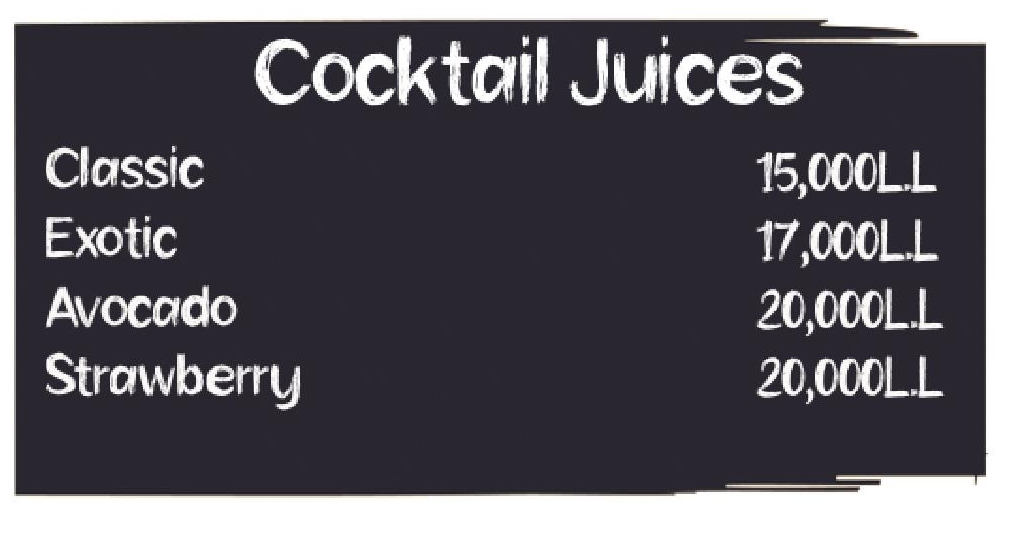 Cocktail Juices
Classic 15,000L.L
Exotic 17,000L.L
Avocado 20,000L.L
Strawberry 20,000L.L